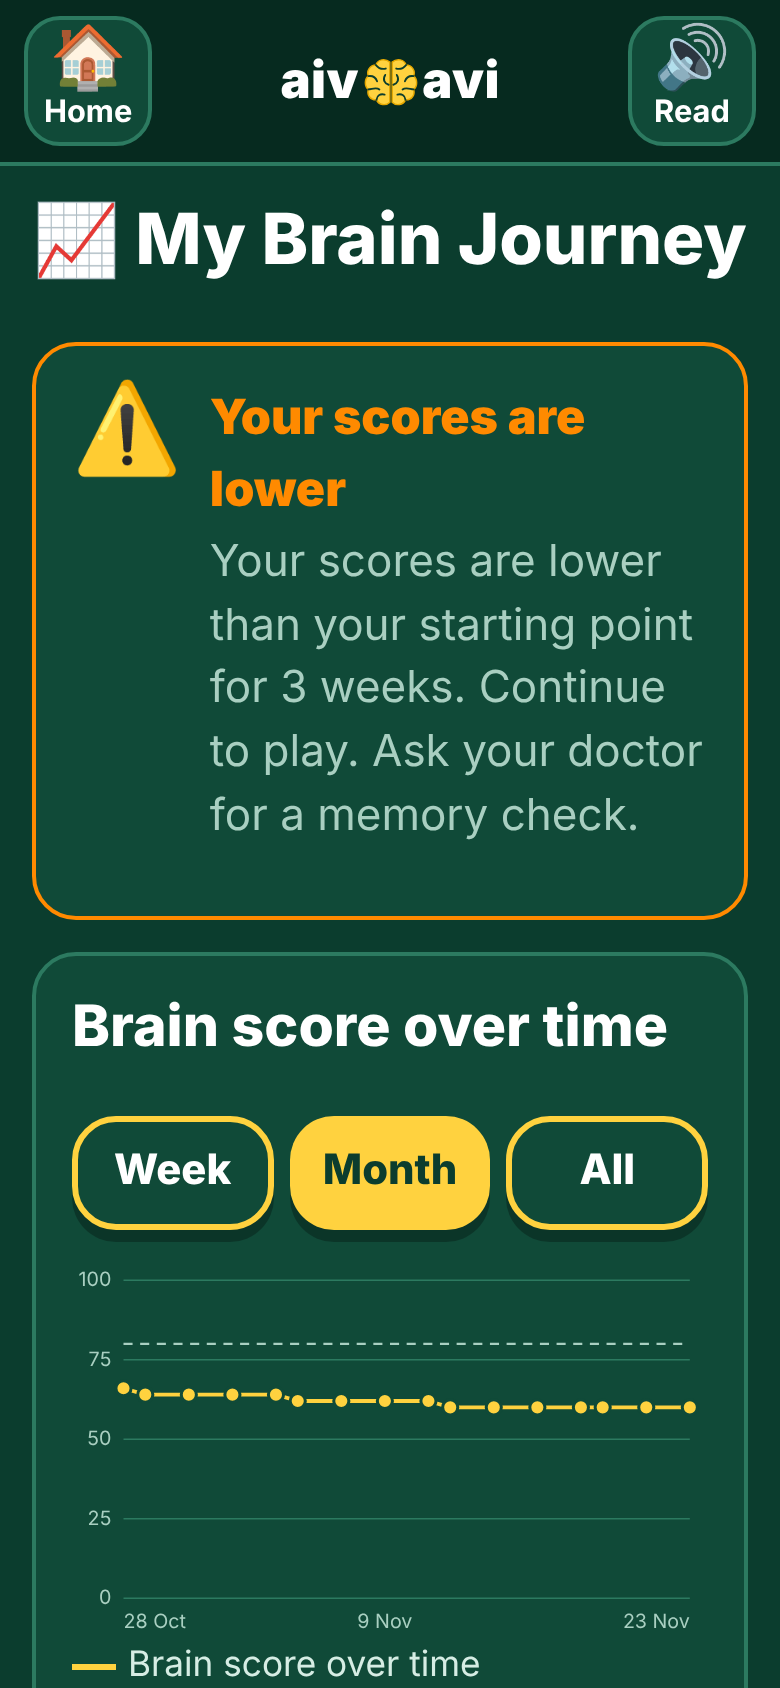 Home
aiv avi
Read
My Brain Journey
Your scores are
lower
Your scores are lower
than your starting point
for 3 weeks. Continue
to play. Ask your doctor
for a memory check.
Brain score over time
Week
Month
All
100
75
50
25
0
28 Oct
9 Nov
23 Nov
Brain score over time